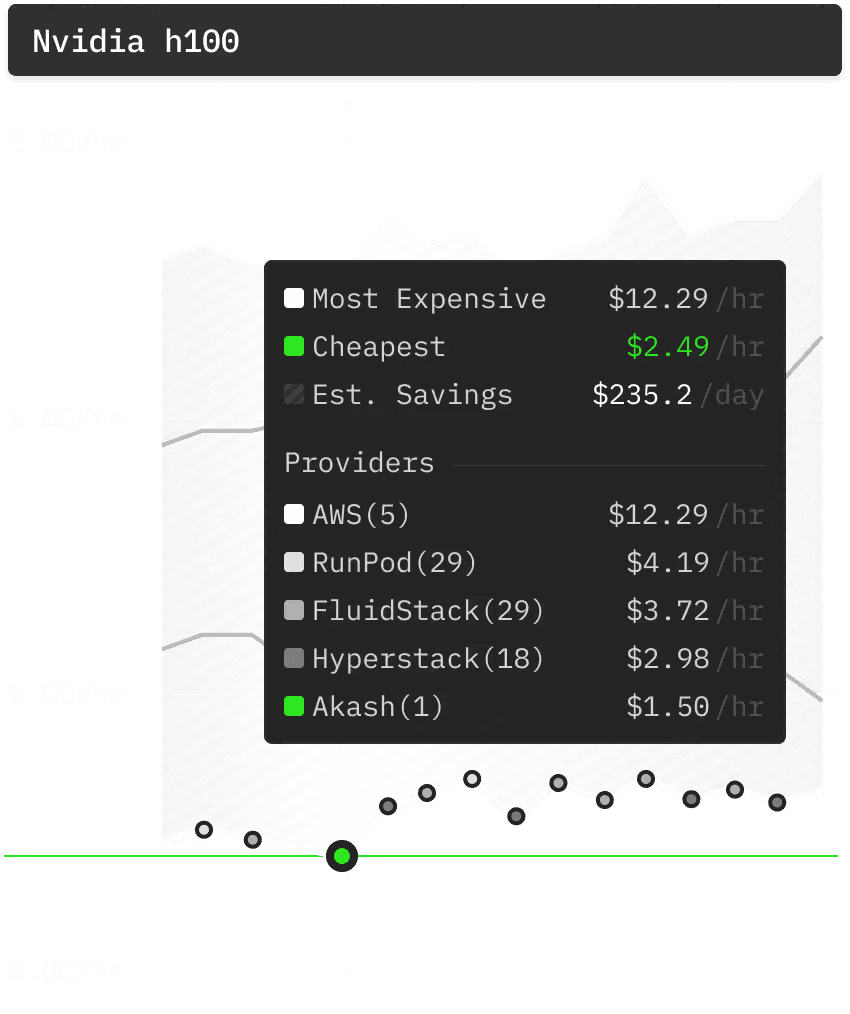 Nvidia h100
Most Expensive $12.29/hr
Cheapest $2.49/hr
Est. Savings $235.2/day
Providers
AWS(5) $12.29/hr
RunPod(29) $4.19/hr
FluidStack(29) $3.72/hr
Hyperstack(18) $2.98/hr
Akash(1) $1.50/hr